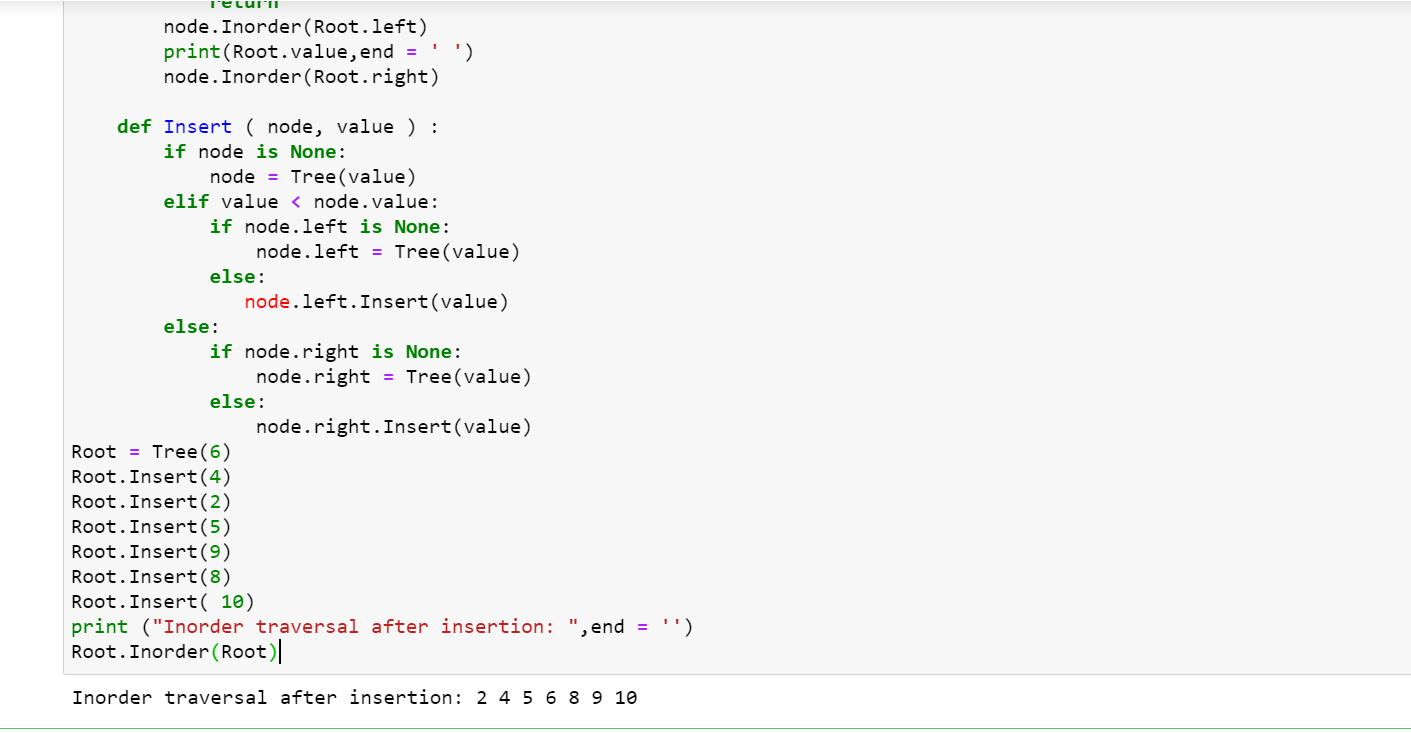 return
        node.Inorder(Root.left)
        print(Root.value,end = ' ')
        node.Inorder(Root.right)

    def Insert ( node, value ) :
        if node is None:
            node = Tree(value)
        elif value < node.value:
            if node.left is None:
                node.left = Tree(value)
            else:
               node.left.Insert(value)
        else:
            if node.right is None:
                node.right = Tree(value)
            else:
                node.right.Insert(value)
Root = Tree(6)
Root.Insert(4)
Root.Insert(2)
Root.Insert(5)
Root.Insert(9)
Root.Insert(8)
Root.Insert( 10)
print ("Inorder traversal after insertion: ",end = '')
Root.Inorder(Root)
Inorder traversal after insertion: 2 4 5 6 8 9 10